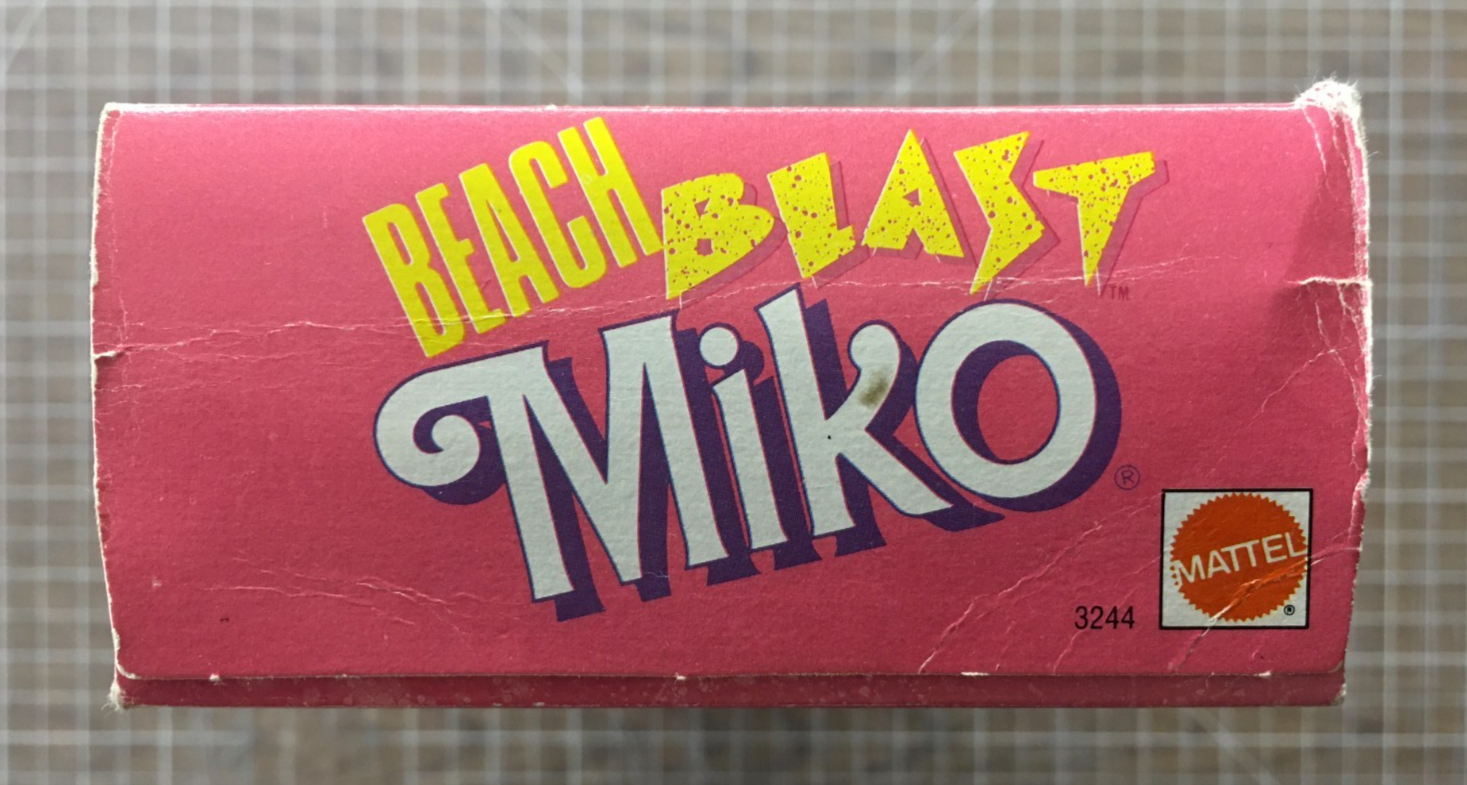 BEACH BLAST™
Miko®
3244
MATTEL®